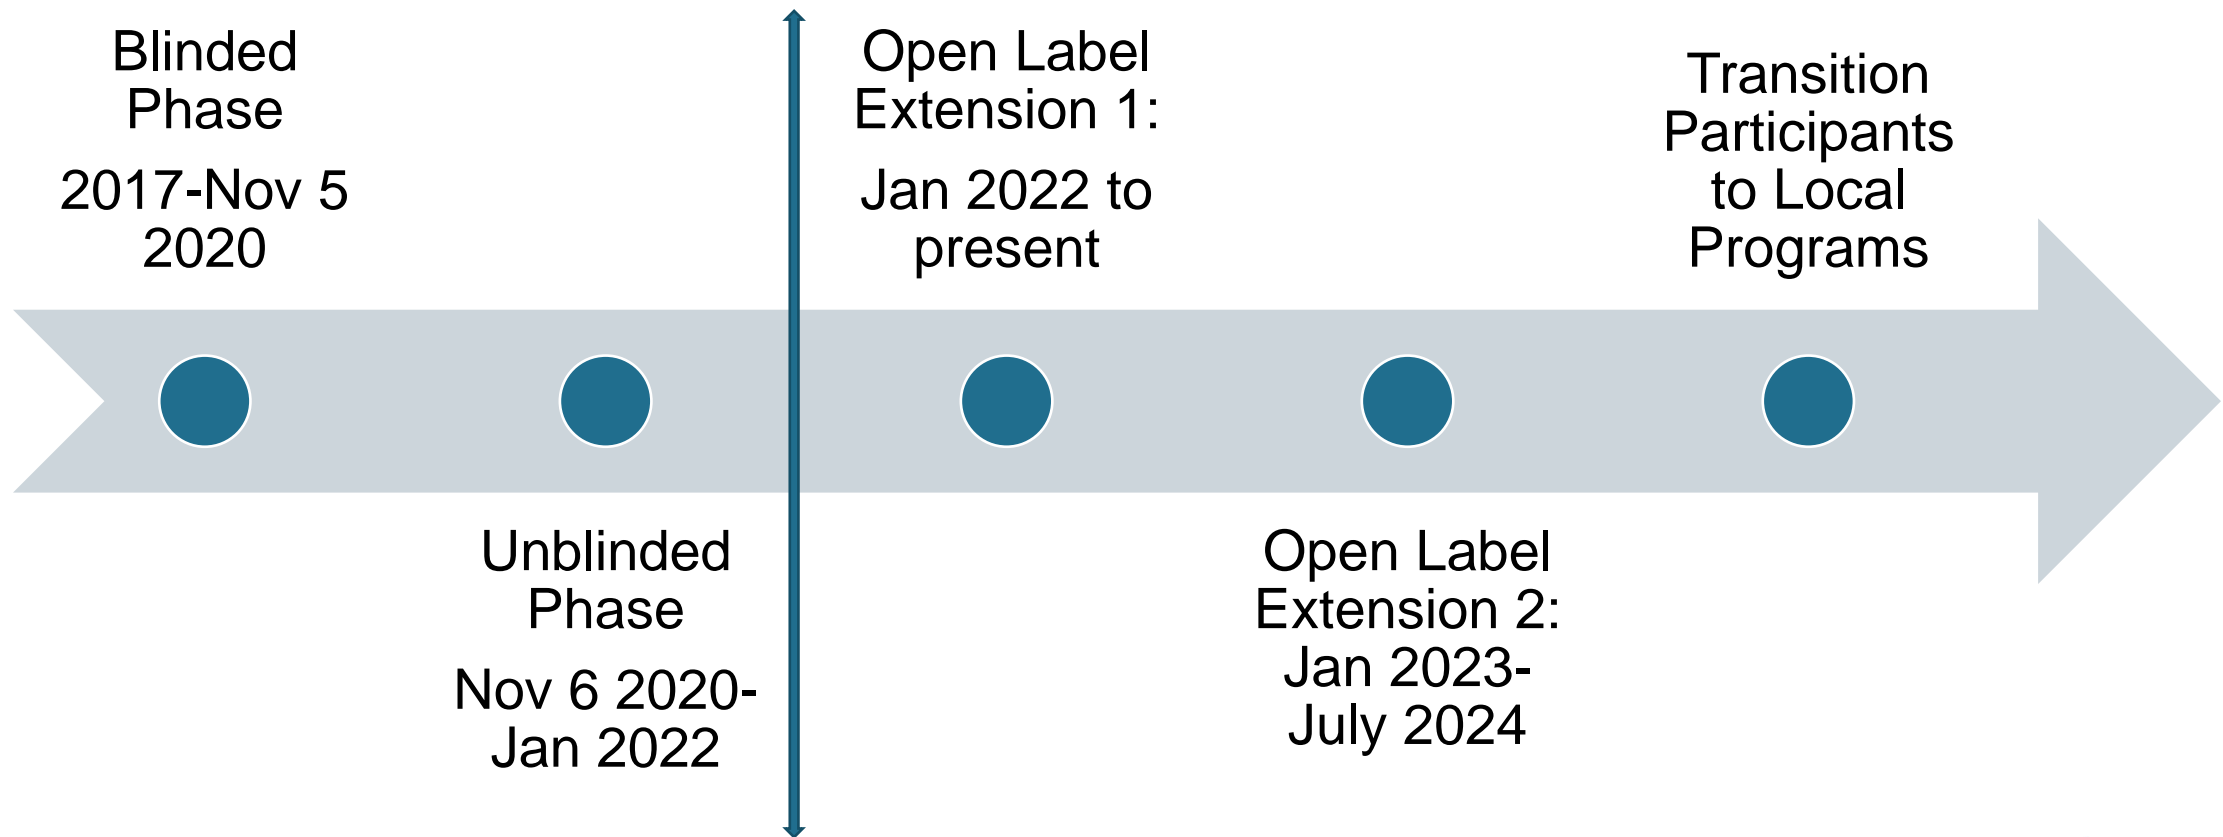 Blinded
Phase
2017-Nov 5
2020
Unblinded
Phase
Nov 6 2020-
Jan 2022
Open Label
Extension 1:
Jan 2022 to
present
Open Label
Extension 2:
Jan 2023-
July 2024
Transition
Participants
to Local
Programs